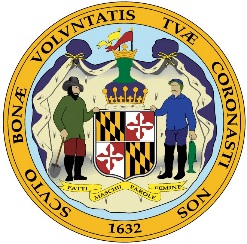 SCVTO BONÆ VOLVNTATIS TVÆ CORONASTI NOS
FATTI MASCHII PAROLE FEMINE
1632